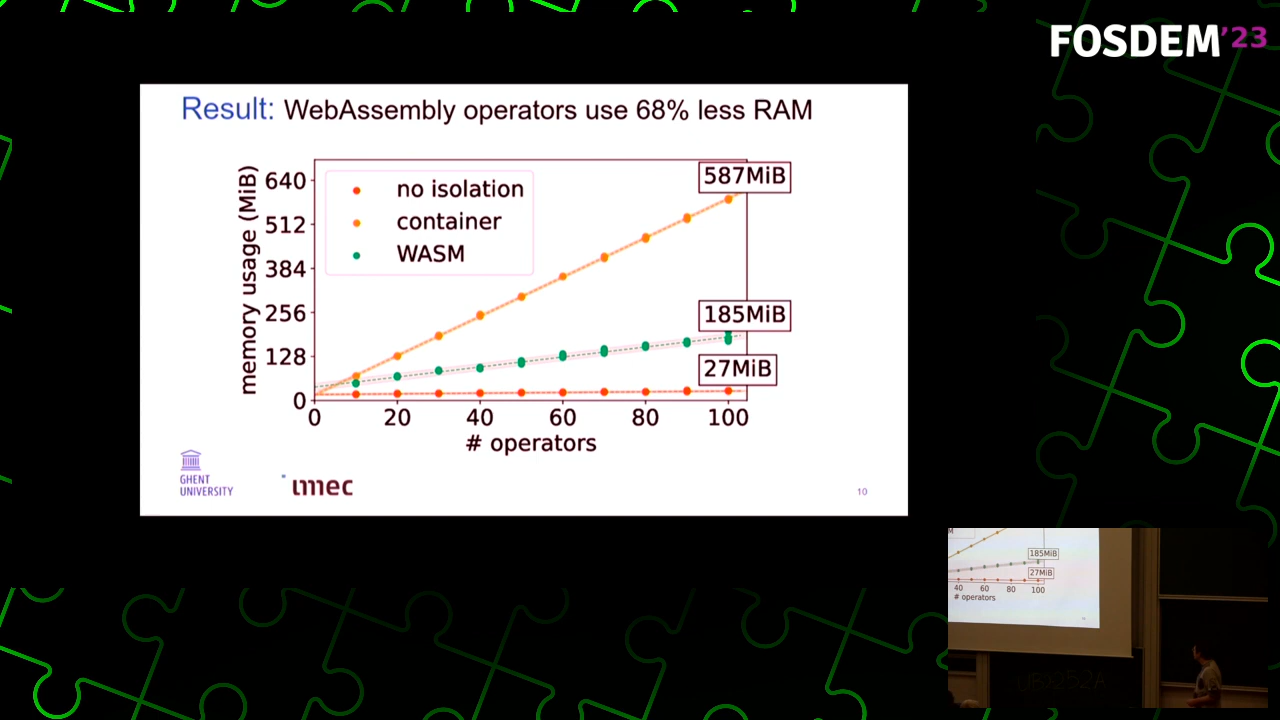 FOSDEM'23
Result: WebAssembly operators use 68% less RAM
memory usage (MiB)
640
512
384
256
128
0
no isolation
container
WASM
587MiB
185MiB
27MiB
0 20 40 60 80 100
# operators
GHENT
UNIVERSITY
imec
10
185MiB
27MiB
40 60 80 100
# operators